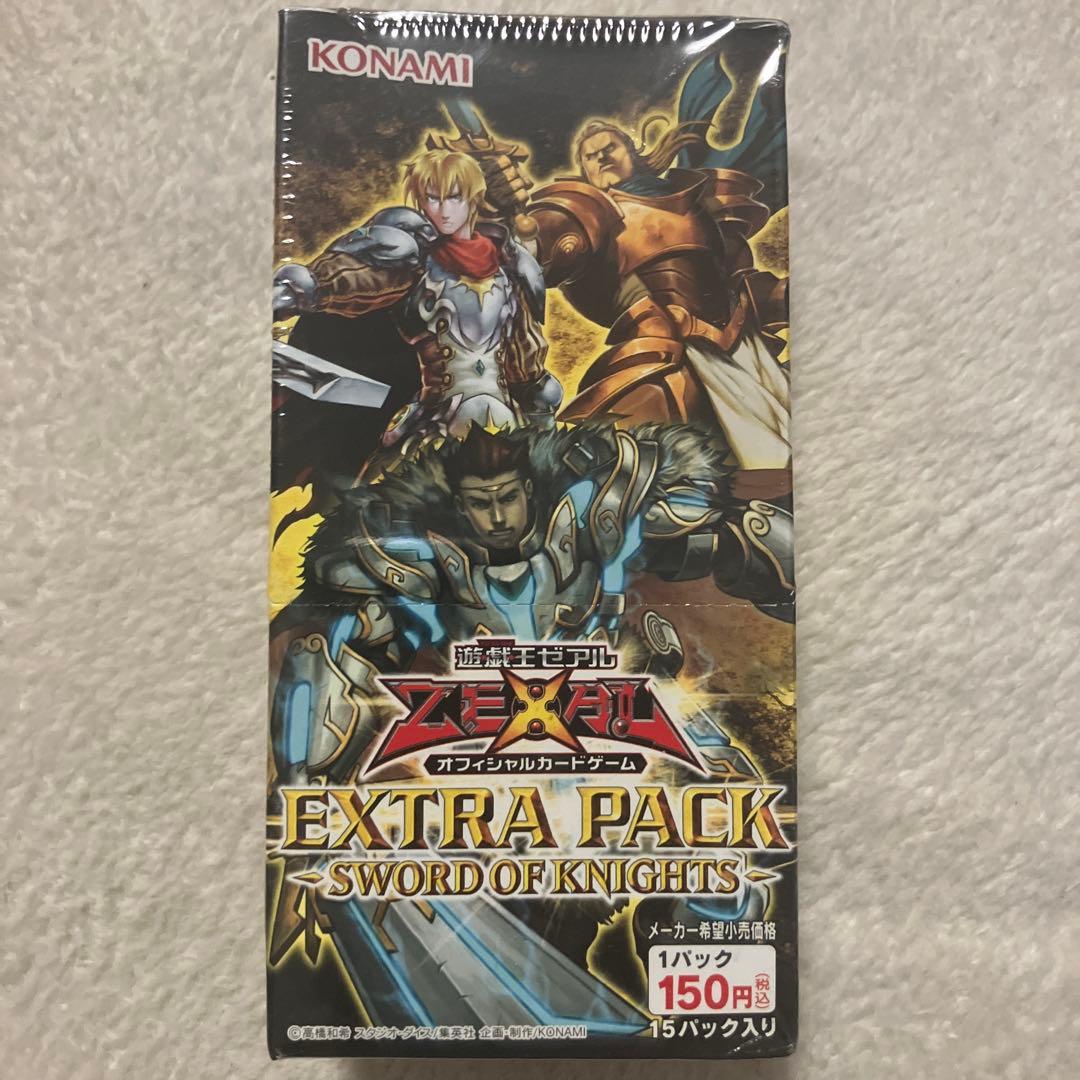 KONAMI
遊戯王ゼアル
ZEXAL
オフィシャルカードゲーム
EXTRA PACK
-SWORD OF KNIGHTS-
メーカー希望小売価格
1パック
150円(税込)
15パック入り
©高橋和希 スタジオ・ダイス/集英社 企画・制作/KONAMI